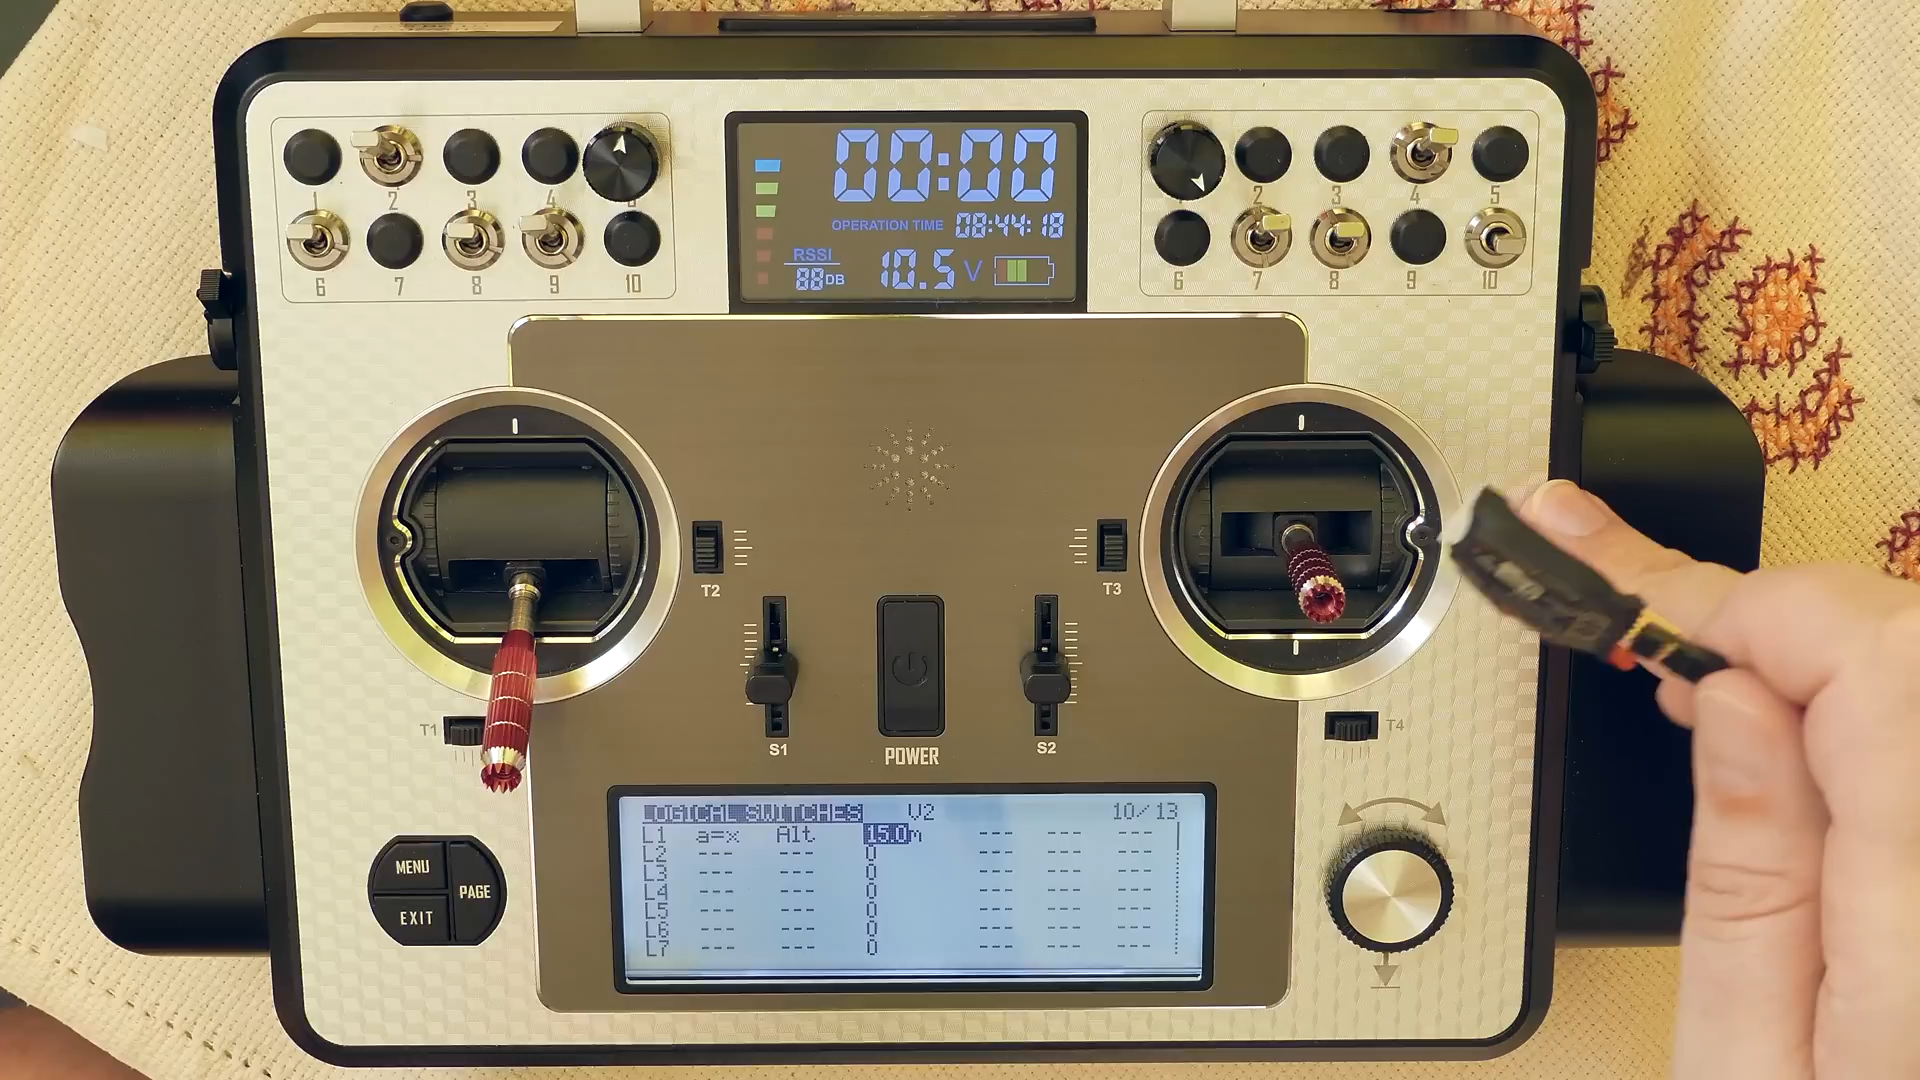 00:00
OPERATION TIME 08:44:18
RSSI
88 DB
10.5 V
1 2 3 4 5
6 7 8 9 10
2 3 4 5
6 7 8 9 10
T2
T3
T1
T4
S1
S2
POWER
MENU
PAGE
EXIT
LOGICAL SWITCHES V2 10/13
L1 a=x Alt 15.0m --- --- ---
L2 --- --- 0 --- --- ---
L3 --- --- 0 --- --- ---
L4 --- --- 0 --- --- ---
L5 --- --- 0 --- --- ---
L6 --- --- 0 --- --- ---
L7 --- --- 0 --- --- ---